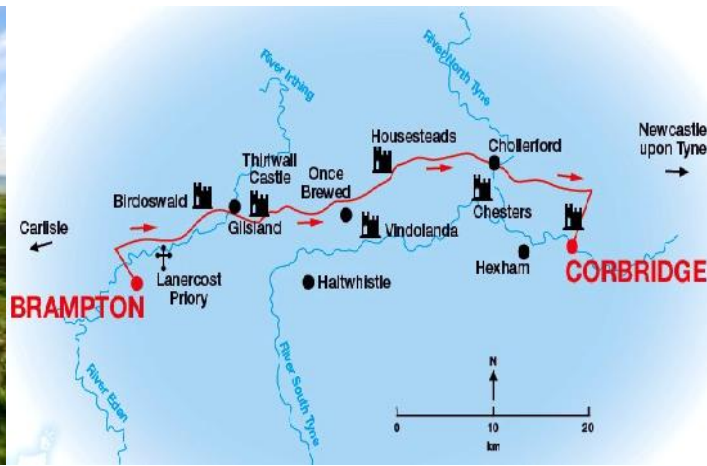 River Irthing
River North Tyne
Housesteads
Chollerford
Newcastle
upon Tyne
Thirlwall
Castle
Once
Brewed
Birdoswald
Carlisle
Gilsland
Vindolanda
Chesters
Lanercost
Priory
Haltwhistle
Hexham
CORBRIDGE
BRAMPTON
River Eden
River South Tyne
N
0
10
20
km